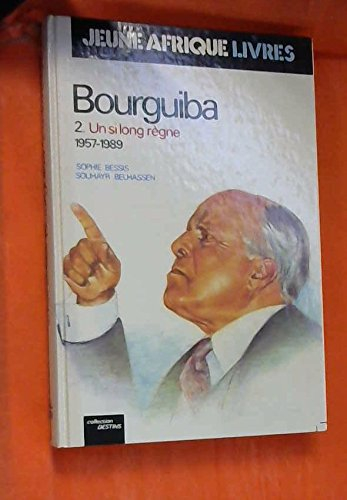 JEUNE AFRIQUE LIVRES
Bourguiba
2. Un si long règne
1957-1989
SOPHIE BESSIS
SOUHAYR BELHASSEN
collection
DESTINS